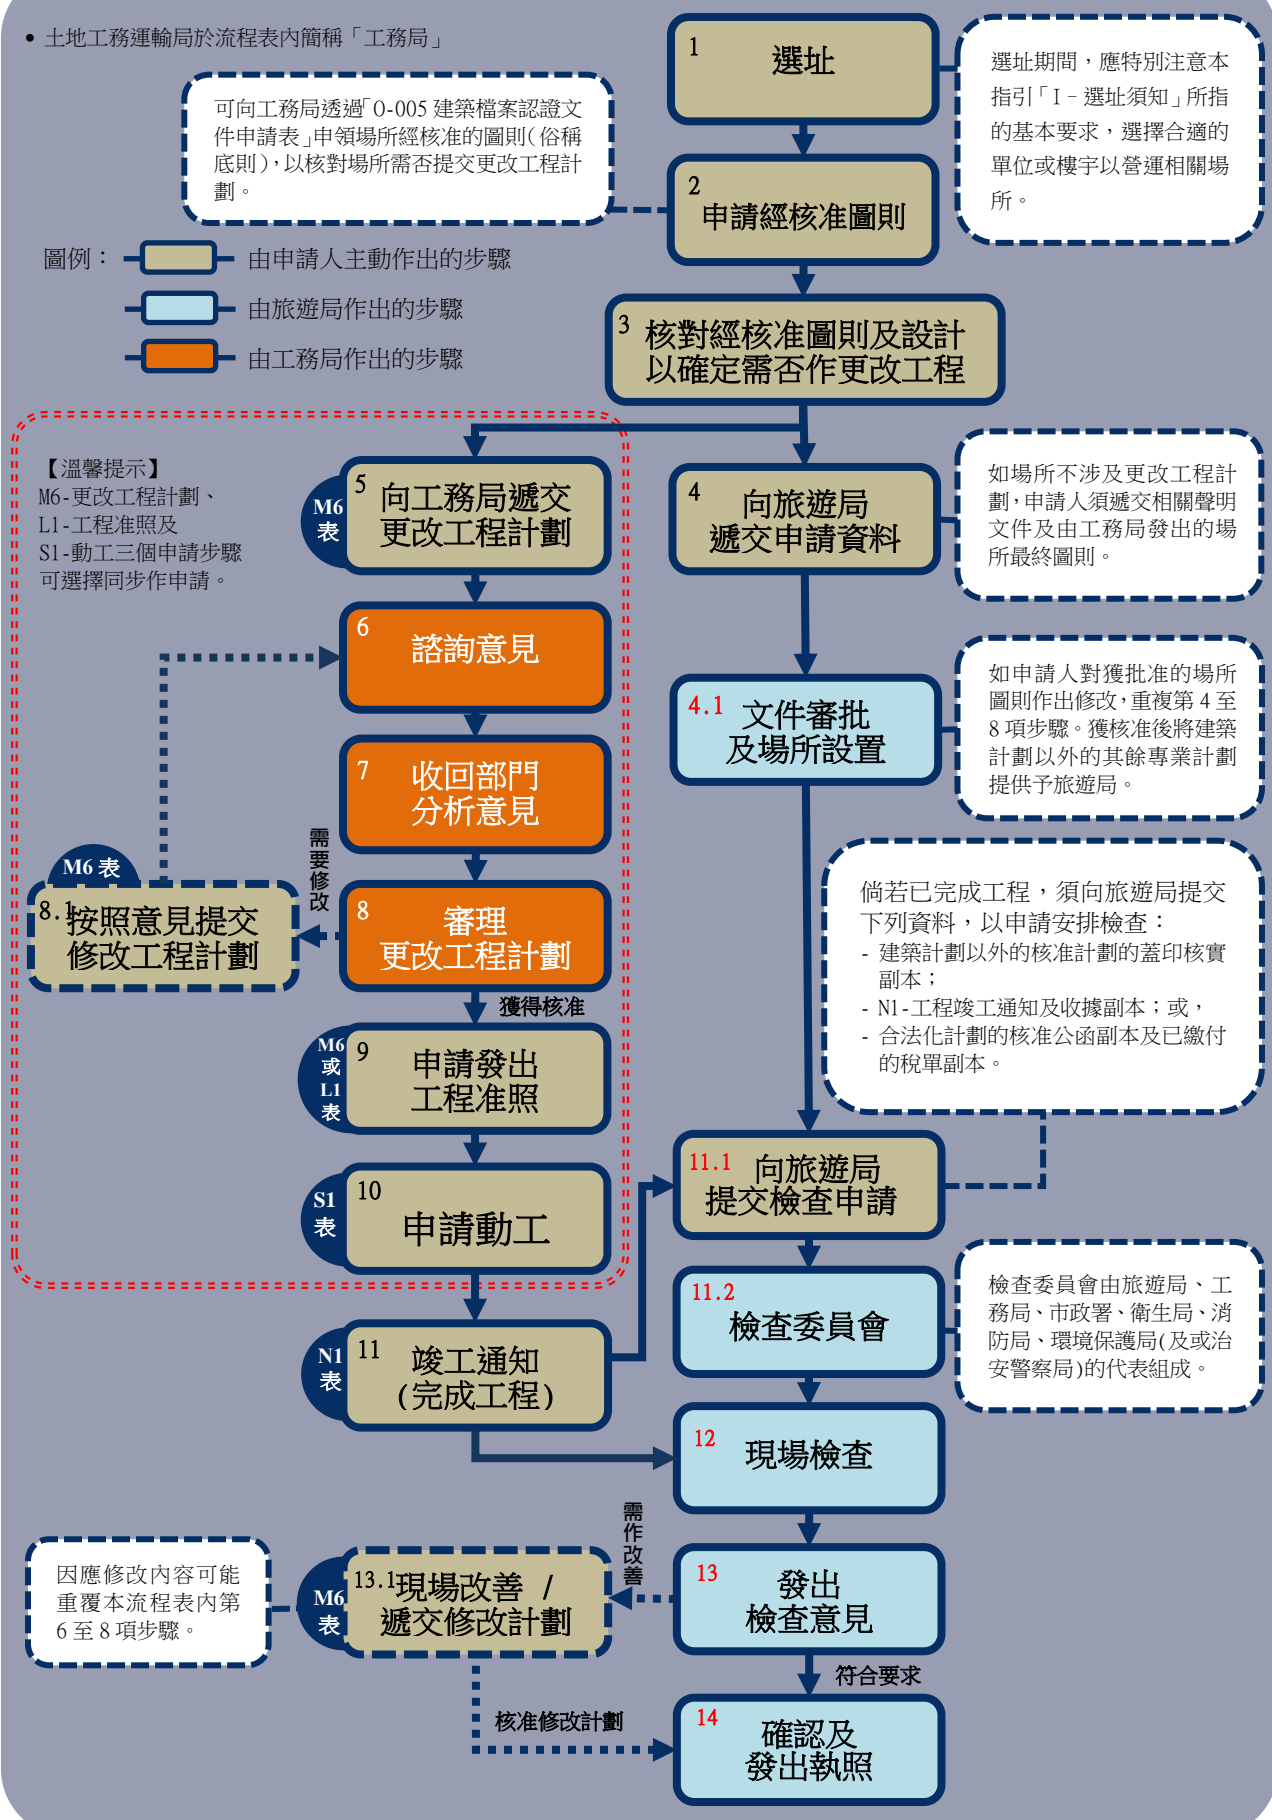 • 土地工務運輸局於流程表內簡稱「工務局」
1
選址
選址期間，應特別注意本
指引「I－選址須知」所指
的基本要求，選擇合適的
單位或樓宇以營運相關場
所。
可向工務局透過「O-005 建築檔案認證文
件申請表」申領場所經核准的圖則(俗稱
底則)，以核對場所需否提交更改工程計
劃。
2
申請經核准圖則
圖例：
由申請人主動作出的步驟
由旅遊局作出的步驟
由工務局作出的步驟
3
核對經核准圖則及設計
以確定需否作更改工程
【溫馨提示】
M6-更改工程計劃、
L1-工程准照及
S1-動工三個申請步驟
可選擇同步作申請。
M6
表
5
向工務局遞交
更改工程計劃
4
向旅遊局
遞交申請資料
如場所不涉及更改工程計
劃，申請人須遞交相關聲明
文件及由工務局發出的場
所最終圖則。
6
諮詢意見
4.1
文件審批
及場所設置
如申請人對獲批准的場所
圖則作出修改，重複第 4 至
8 項步驟。獲核准後將建築
計劃以外的其餘專業計劃
提供予旅遊局。
7
收回部門
分析意見
需要修改
M6 表
8.1
按照意見提交
修改工程計劃
8
審理
更改工程計劃
獲得核准
倘若已完成工程，須向旅遊局提交
下列資料，以申請安排檢查：
- 建築計劃以外的核准計劃的蓋印核實
副本；
- N1-工程竣工通知及收據副本；或，
- 合法化計劃的核准公函副本及已繳付
的稅單副本。
M6
或
L1
表
9
申請發出
工程准照
11.1
向旅遊局
提交檢查申請
S1
表
10
申請動工
11.2
檢查委員會
檢查委員會由旅遊局、工
務局、市政署、衛生局、消
防局、環境保護局(及或治
安警察局)的代表組成。
N1
表
11
竣工通知
(完成工程)
12
現場檢查
需作改善
因應修改內容可能
重覆本流程表內第
6 至 8 項步驟。
M6
表
13.1
現場改善 /
遞交修改計劃
13
發出
檢查意見
符合要求
核准修改計劃
14
確認及
發出執照